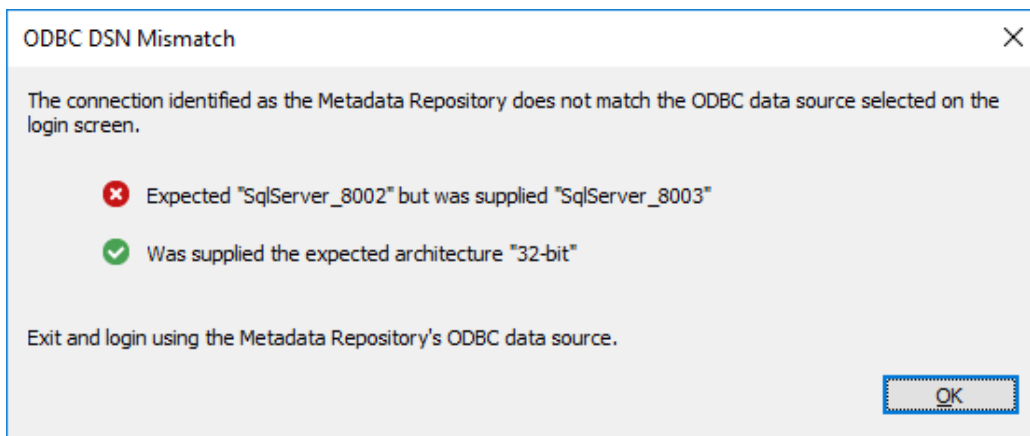 ODBC DSN Mismatch
The connection identified as the Metadata Repository does not match the ODBC data source selected on the
login screen.
Expected "SqlServer_8002" but was supplied "SqlServer_8003"
Was supplied the expected architecture "32-bit"
Exit and login using the Metadata Repository's ODBC data source.
OK